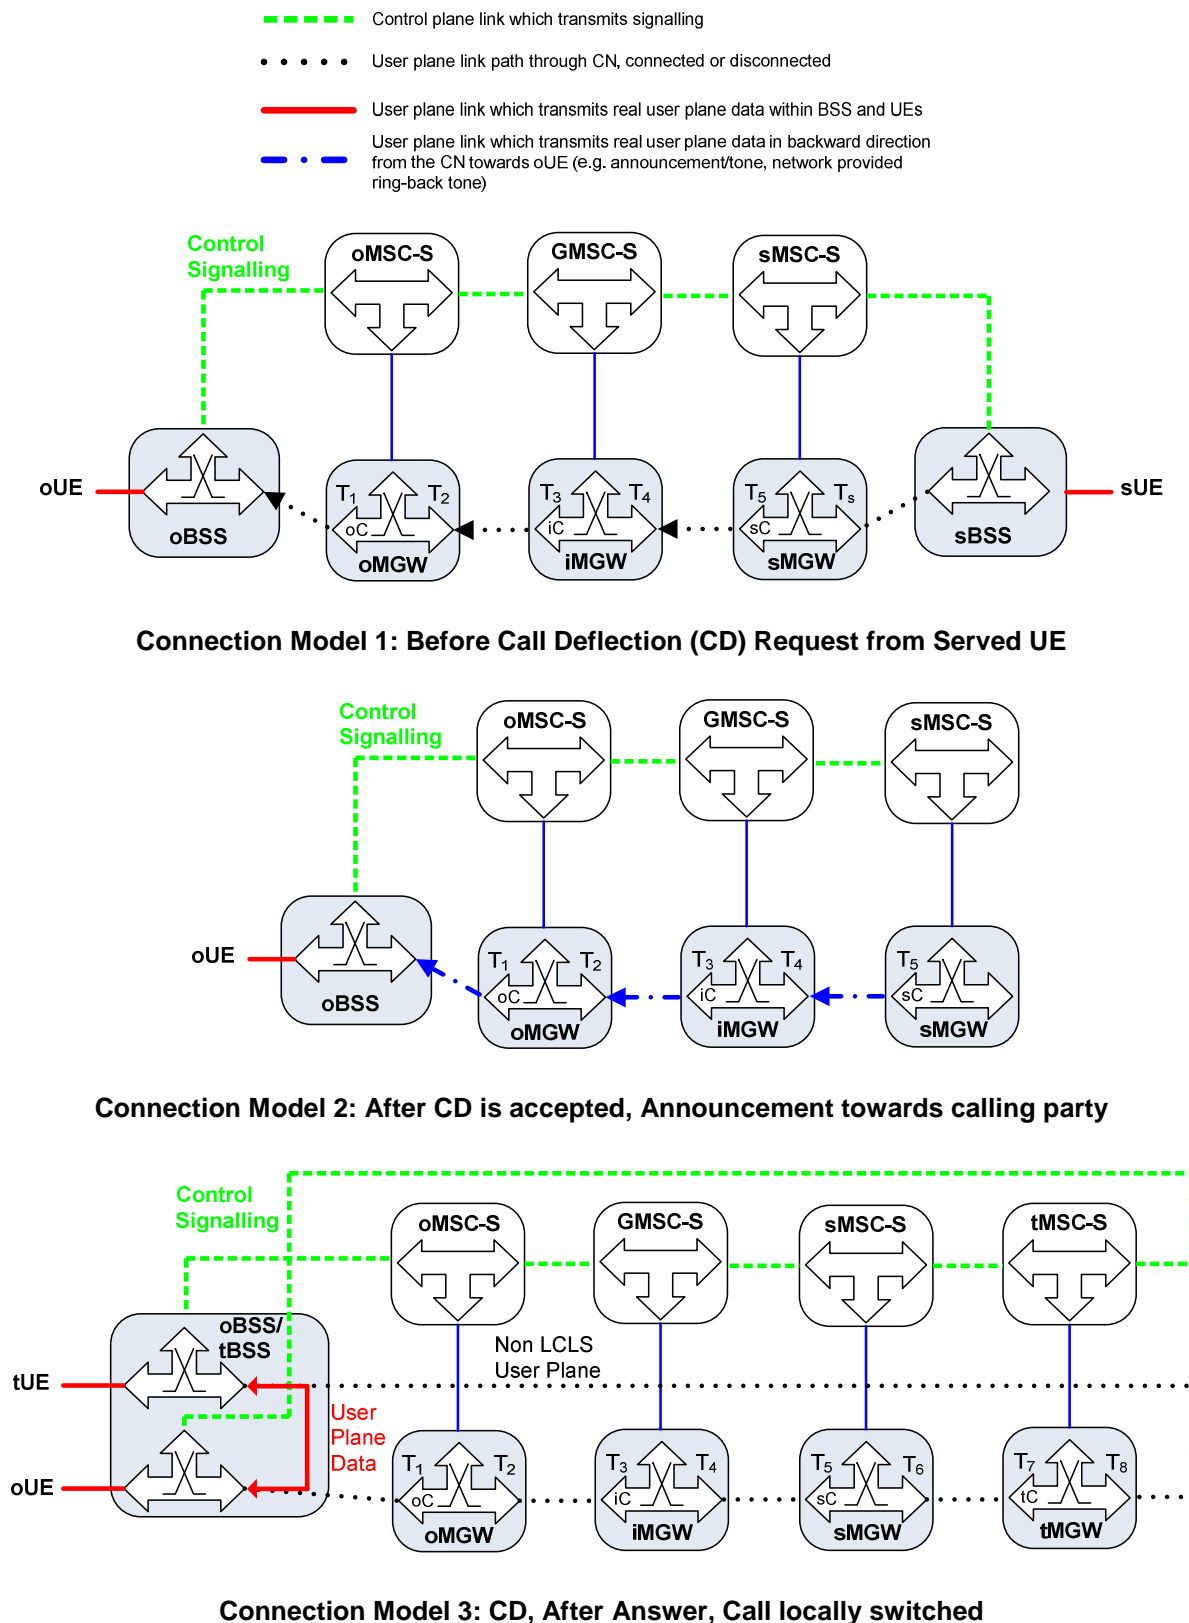 Control plane link which transmits signalling
User plane link path through CN, connected or disconnected
User plane link which transmits real user plane data within BSS and UEs
User plane link which transmits real user plane data in backward direction
from the CN towards oUE (e.g. announcement/tone, network provided
ring-back tone)
Control
Signalling
oMSC-S
GMSC-S
sMSC-S
oUE
oBSS
T1
T2
oC
oMGW
T3
T4
iC
iMGW
T5
Ts
sC
sMGW
sBSS
sUE
Connection Model 1: Before Call Deflection (CD) Request from Served UE
Control
Signalling
oMSC-S
GMSC-S
sMSC-S
oUE
oBSS
T1
T2
oC
oMGW
T3
T4
iC
iMGW
T5
sC
sMGW
Connection Model 2: After CD is accepted, Announcement towards calling party
Control
Signalling
oMSC-S
GMSC-S
sMSC-S
tMSC-S
oBSS/
tBSS
Non LCLS
User Plane
tUE
User
Plane
Data
oUE
T1
T2
oC
oMGW
T3
T4
iC
iMGW
T5
T6
sC
sMGW
T7
T8
tC
tMGW
Connection Model 3: CD, After Answer, Call locally switched